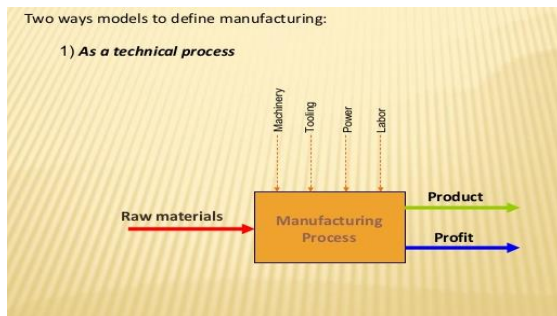 Two ways models to define manufacturing:
1) As a technical process
Machinery
Tooling
Power
Labor
Raw materials
Manufacturing
Process
Product
Profit